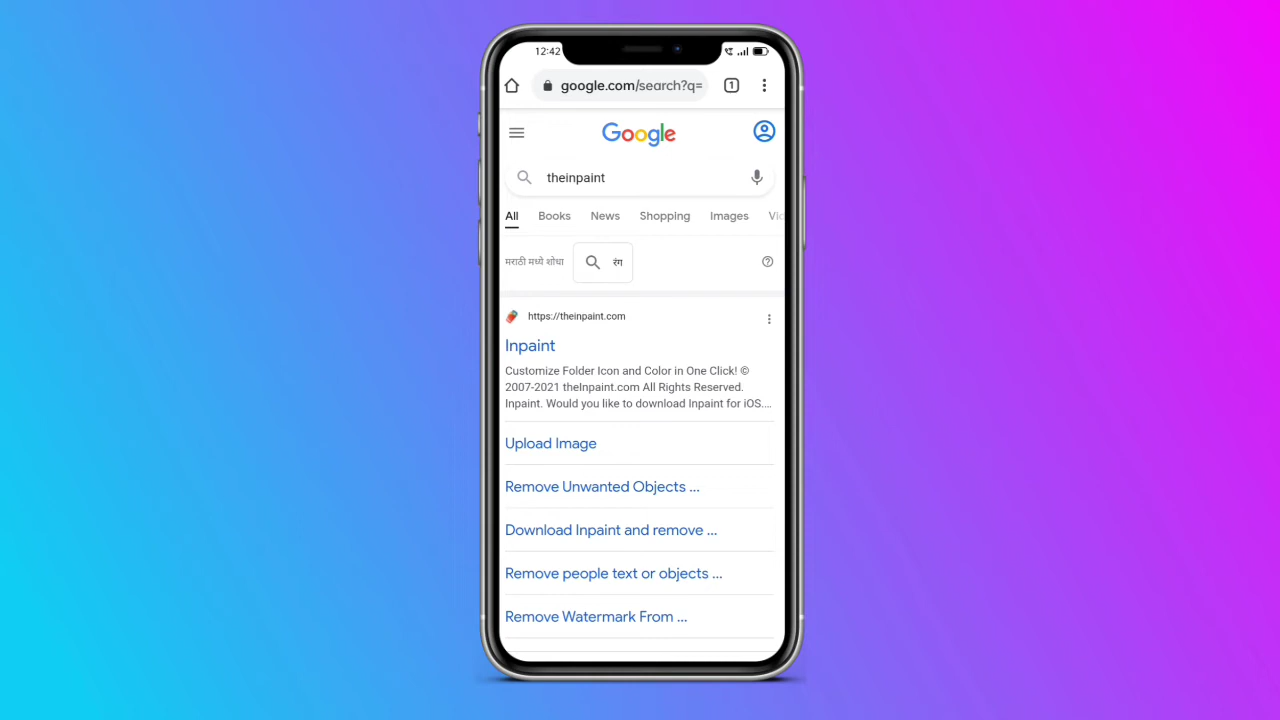 12:42
google.com/search?q=
1
Google
theinpaint
All Books News Shopping Images Vic
मराठी मध्ये शोधा रंग
https://theinpaint.com
Inpaint
Customize Folder Icon and Color in One Click! ©
2007-2021 theInpaint.com All Rights Reserved.
Inpaint. Would you like to download Inpaint for iOS....
Upload Image
Remove Unwanted Objects ...
Download Inpaint and remove ...
Remove people text or objects ...
Remove Watermark From ...